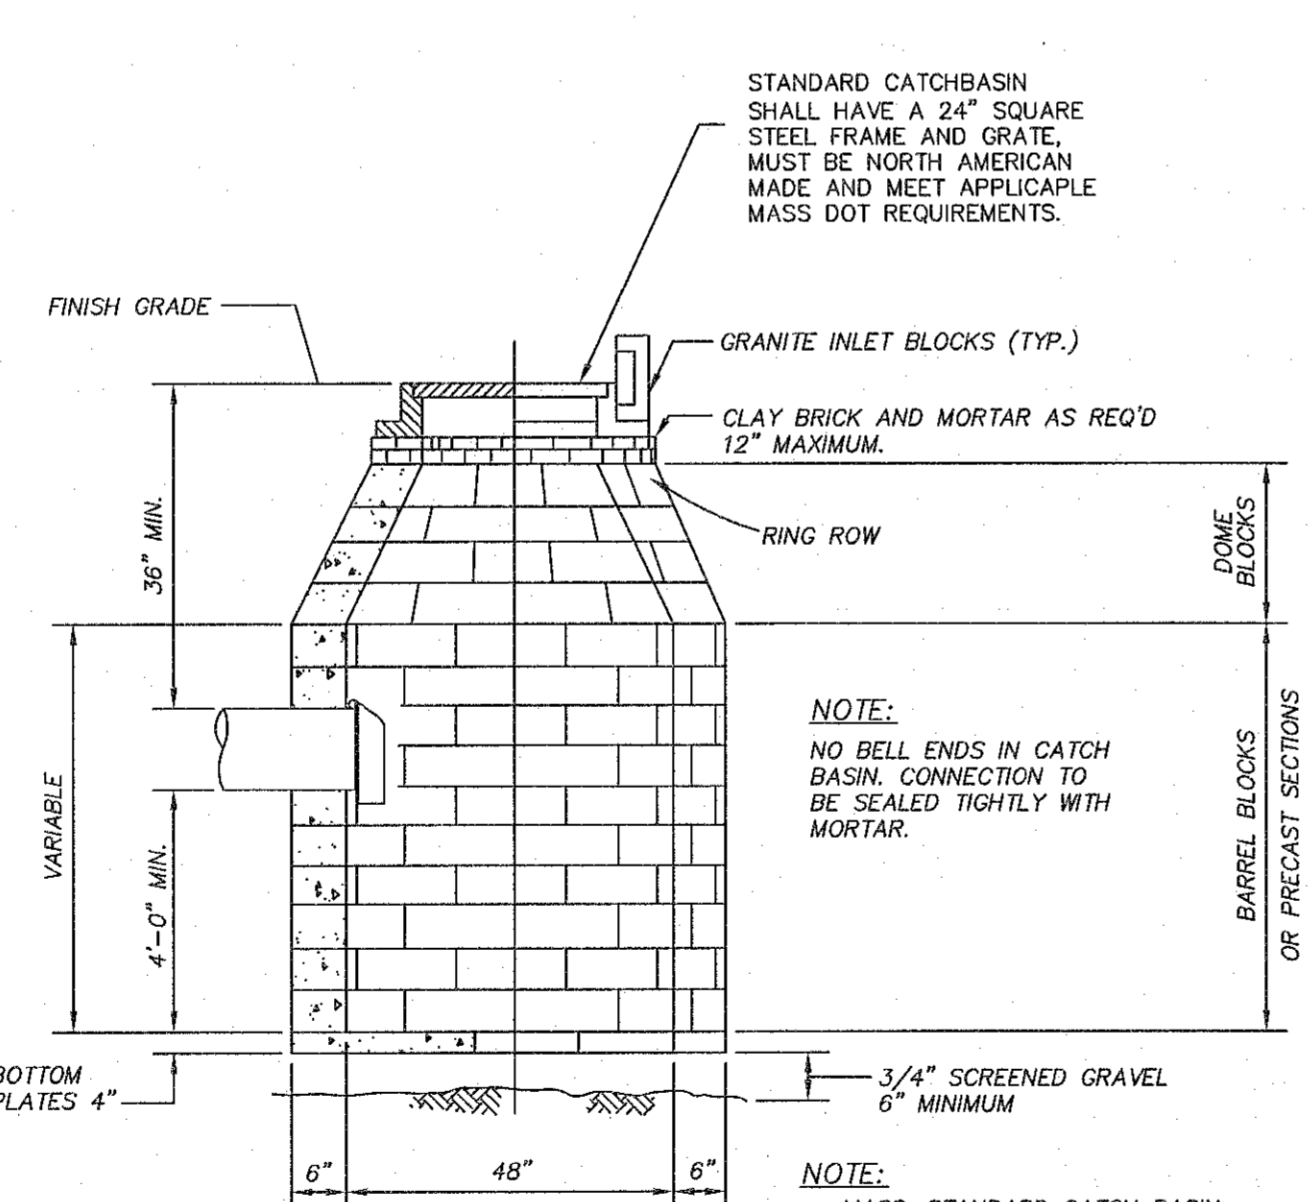 STANDARD CATCHBASIN
SHALL HAVE A 24" SQUARE
STEEL FRAME AND GRATE,
MUST BE NORTH AMERICAN
MADE AND MEET APPLICAPLE
MASS DOT REQUIREMENTS.
FINISH GRADE
GRANITE INLET BLOCKS (TYP.)
CLAY BRICK AND MORTAR AS REQ'D
12" MAXIMUM.
RING ROW
36" MIN.
DOME
BLOCKS
NOTE:
NO BELL ENDS IN CATCH
BASIN. CONNECTION TO
BE SEALED TIGHTLY WITH
MORTAR.
VARIABLE
4'-0" MIN.
BARREL BLOCKS
OR PRECAST SECTIONS
BOTTOM
PLATES 4"
3/4" SCREENED GRAVEL
6" MINIMUM
6"
48"
6"
NOTE:
STANDARD CATCH BASIN